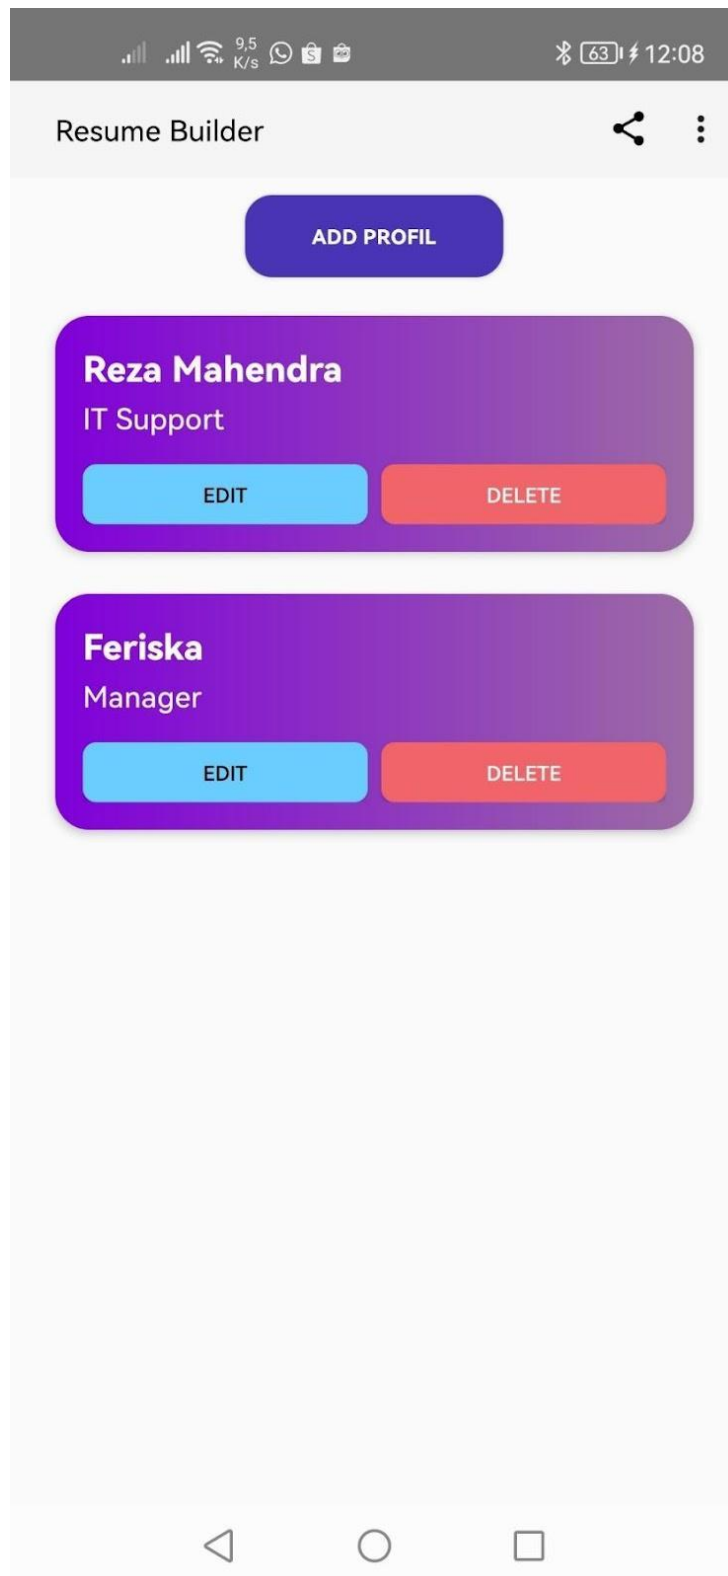 9,5
K/s
63
12:08
Resume Builder
ADD PROFIL
Reza Mahendra
IT Support
EDIT DELETE
Feriska
Manager
EDIT DELETE